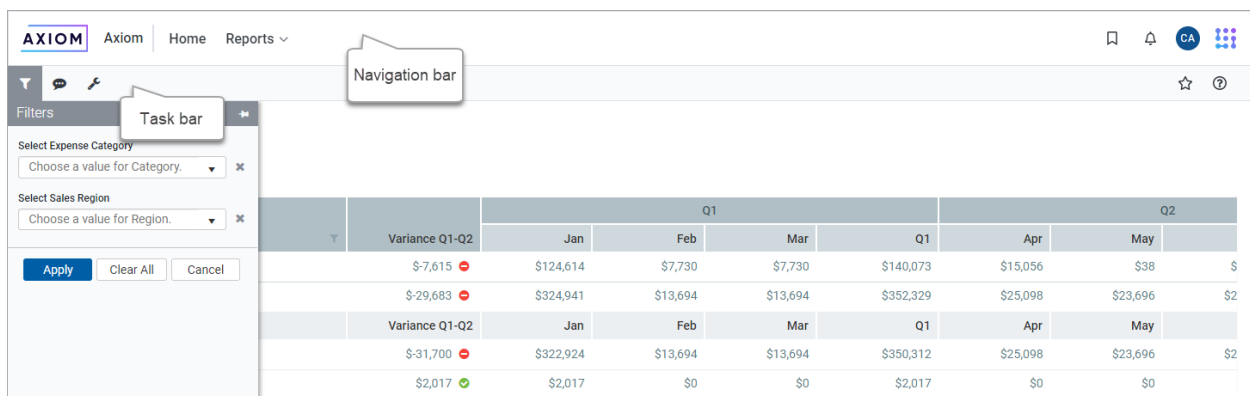 AXIOM Axiom Home Reports
CA
Navigation bar
Task bar
Filters
Select Expense Category
Choose a value for Category.
Select Sales Region
Choose a value for Region.
Apply Clear All Cancel
Q1 Q2
Variance Q1-Q2 Jan Feb Mar Q1 Apr May
$-7,615 $124,614 $7,730 $7,730 $140,073 $15,056 $38 $
$-29,683 $324,941 $13,694 $13,694 $352,329 $25,098 $23,696 $2
Variance Q1-Q2 Jan Feb Mar Q1 Apr May
$-31,700 $322,924 $13,694 $13,694 $350,312 $25,098 $23,696 $2
$2,017 $2,017 $0 $0 $2,017 $0 $0